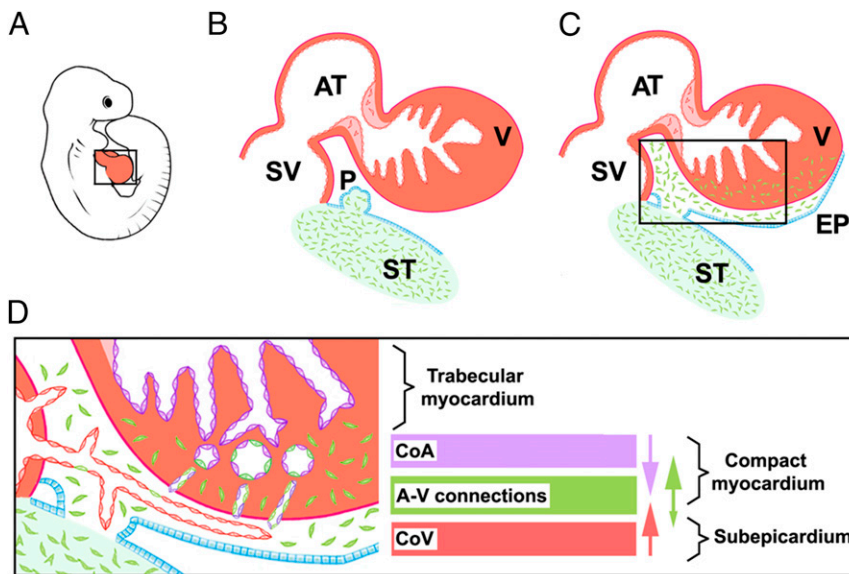 A
B
C
AT
V
SV
P
ST
AT
V
SV
EP
ST
D
Trabecular
myocardium
CoA
A-V connections
CoV
Compact
myocardium
Subepicardium